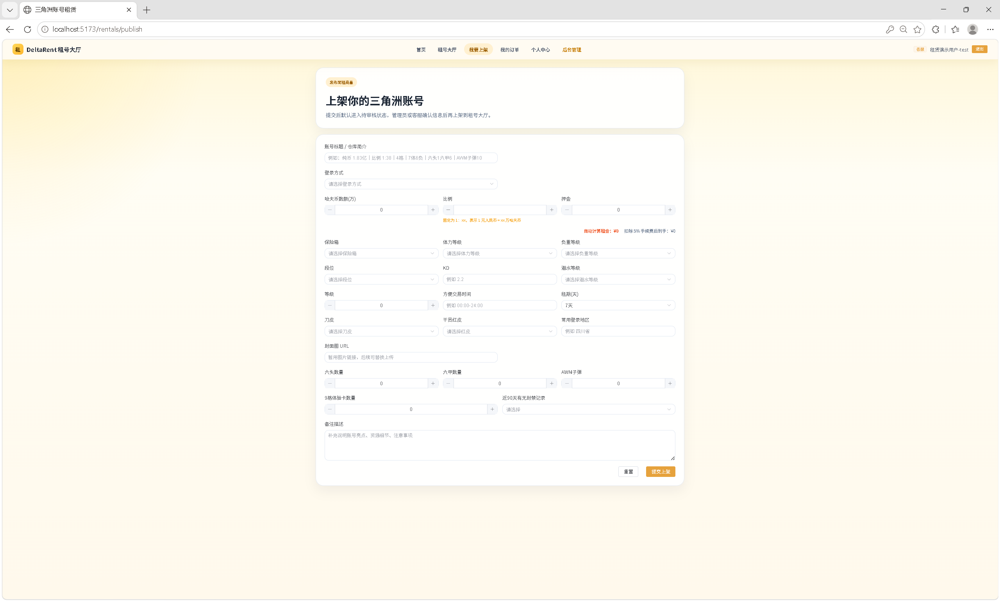 三角洲账号租赁
localhost:5173/rentals/publish
租 DeltaRent 租号大厅
首页 租号大厅 我要上架 我的订单 个人中心 后台管理
客服 租赁演示用户-test 退出
发布出租商品
上架你的三角洲账号
提交后默认进入待审核状态，管理员或客服确认信息后再上架到租号大厅。
账号标题 / 仓库简介
例如：纯币 1.83亿｜比例 1:38｜4格｜7体6负｜六头1六甲6｜AWM子弹10
登录方式
请选择登录方式
哈夫币数额(万) 比例 押金
0 0
固定为 1：xx，表示 1 元人民币 = xx 万哈夫币
自动计算租金：¥0 扣除 5% 手续费后到手：¥0
保险箱 体力等级 负重等级
请选择保险箱 请选择体力等级 请选择负重等级
段位 KD 潜水等级
请选择段位 例如 2.2 请选择潜水等级
等级 方便交易时间 租期(天)
0 例如 00:00-24:00 7天
刀皮 干员红皮 常用登录地区
请选择刀皮 请选择红皮 例如 四川省
封面图 URL
暂用图片链接，后续可替换上传
六头数量 六甲数量 AWM子弹
0 0 0
9格体验卡数量 近90天有无封禁记录
0 请选择
备注描述
补充说明账号亮点、资源细节、注意事项
重置 提交上架